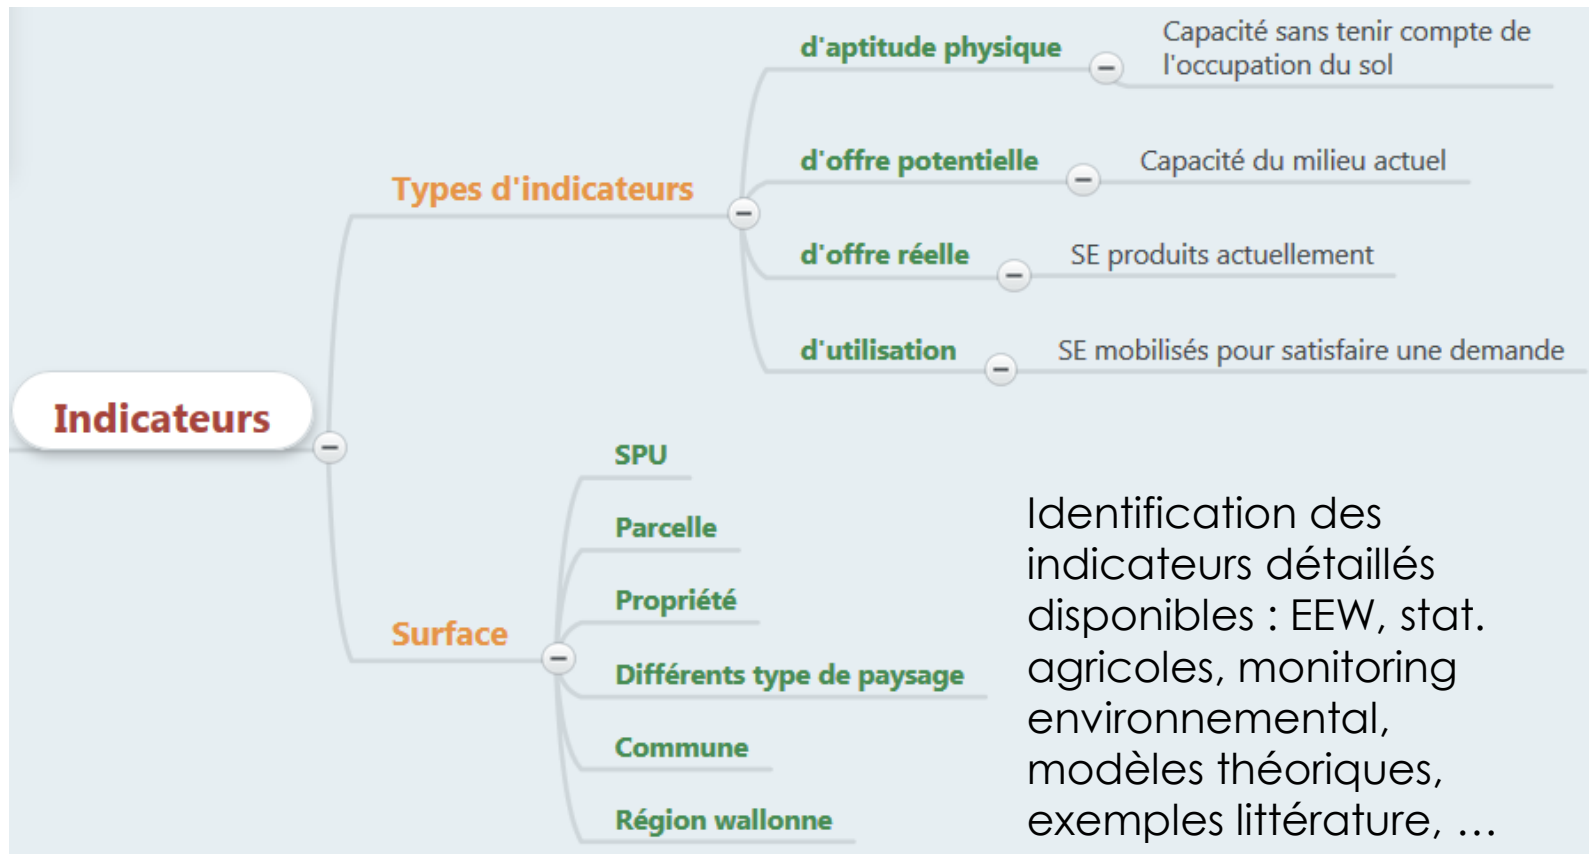 Indicateurs
Types d'indicateurs
d'aptitude physique
Capacité sans tenir compte de
l'occupation du sol
d'offre potentielle
Capacité du milieu actuel
d'offre réelle
SE produits actuellement
d'utilisation
SE mobilisés pour satisfaire une demande
Surface
SPU
Parcelle
Propriété
Différents type de paysage
Commune
Région wallonne
Identification des
indicateurs détaillés
disponibles : EEW, stat.
agricoles, monitoring
environnemental,
modèles théoriques,
exemples littérature, …